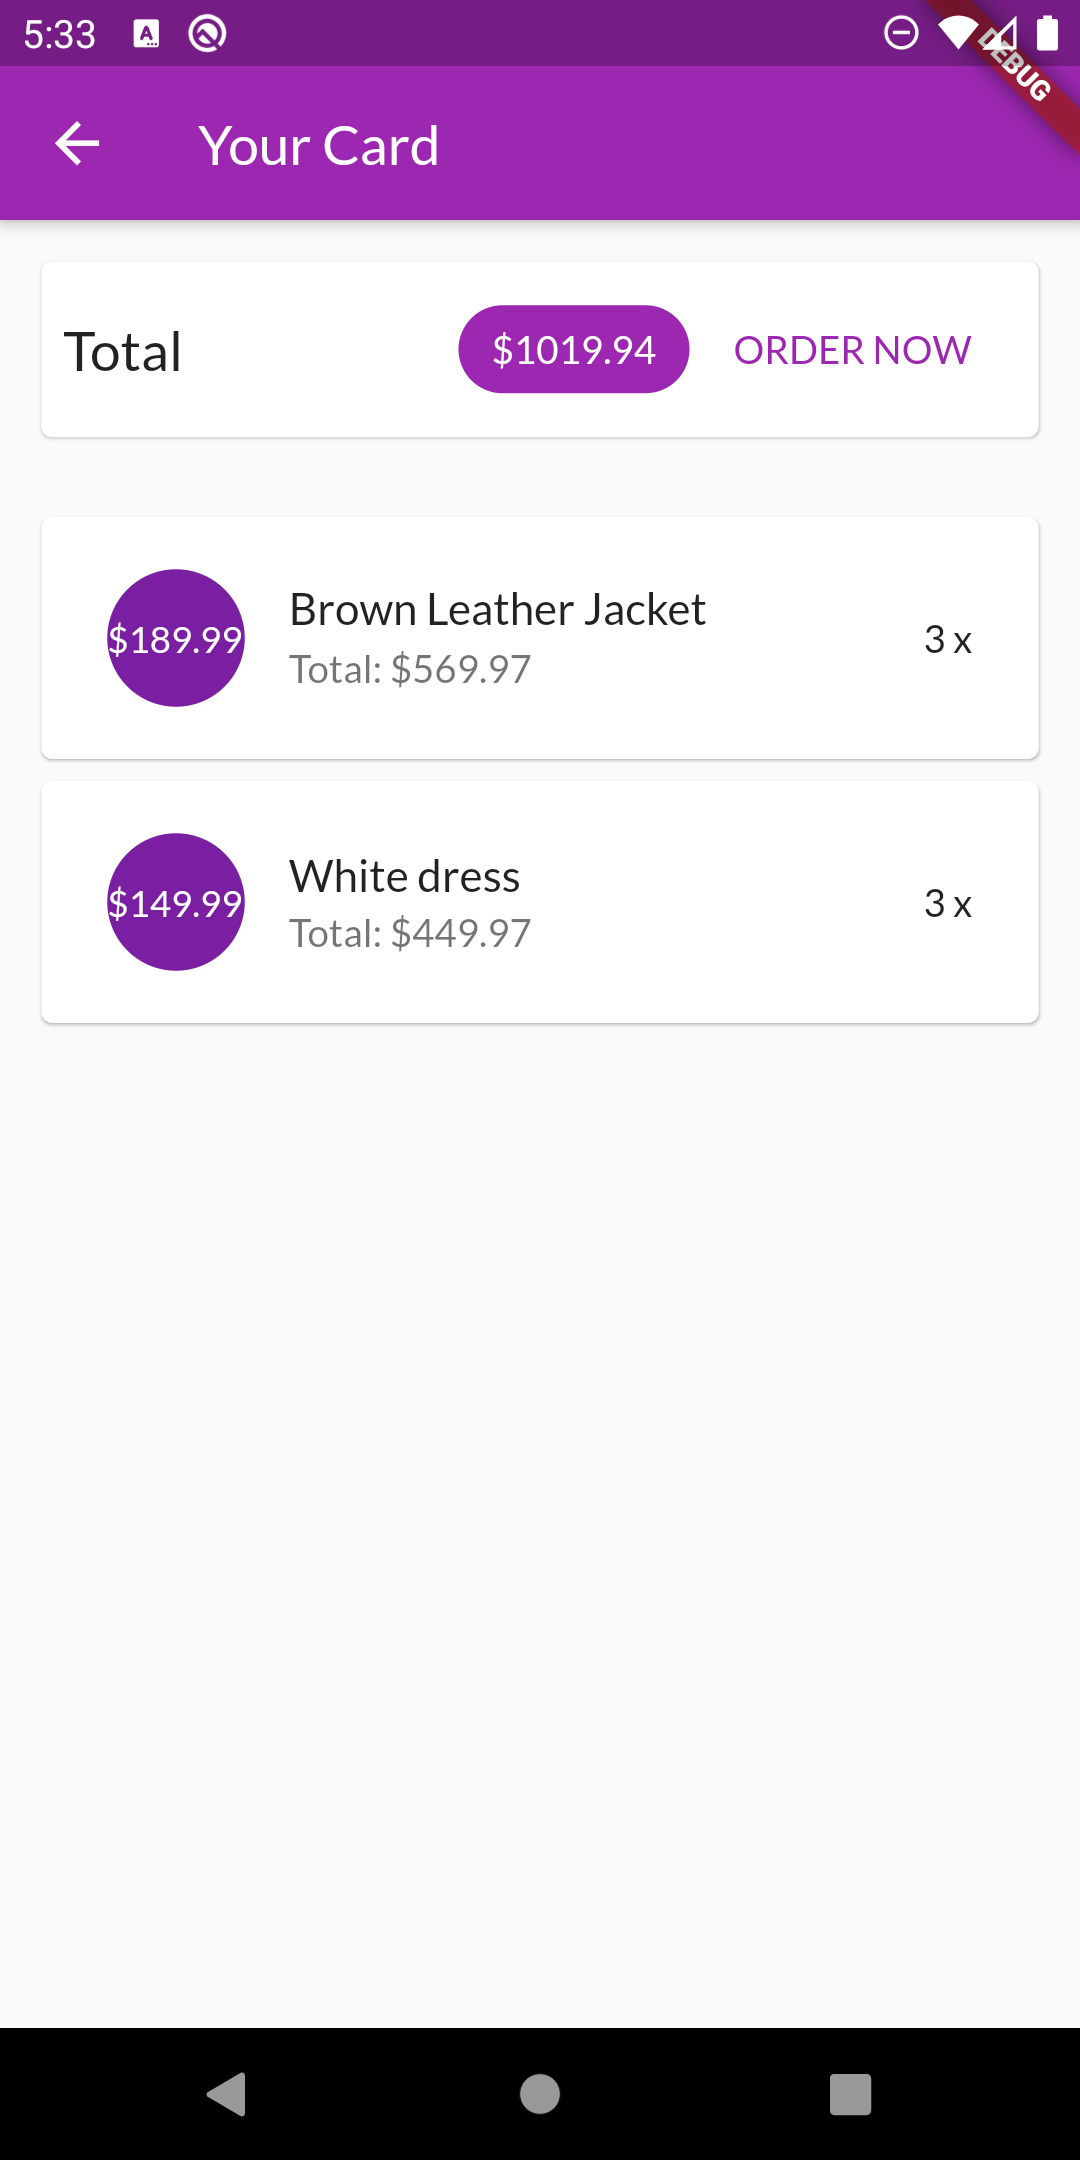 5:33
DEBUG
Your Card
Total
$1019.94
ORDER NOW
$189.99
Brown Leather Jacket
Total: $569.97
3 x
$149.99
White dress
Total: $449.97
3 x